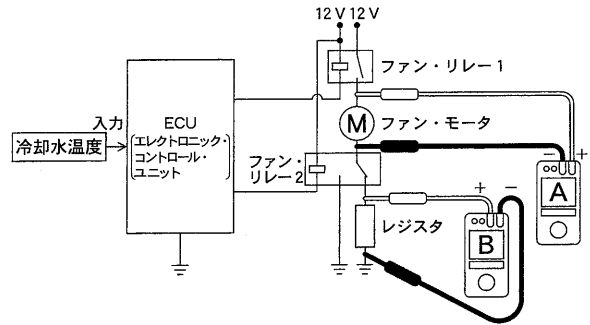 12V 12V
ファン・リレー1
ECU
(エレクトロニック・
コントロール・
ユニット)
入力
冷却水温度
M
ファン・モータ
ファン・
リレー2
− +
A
+ −
レジスタ
B